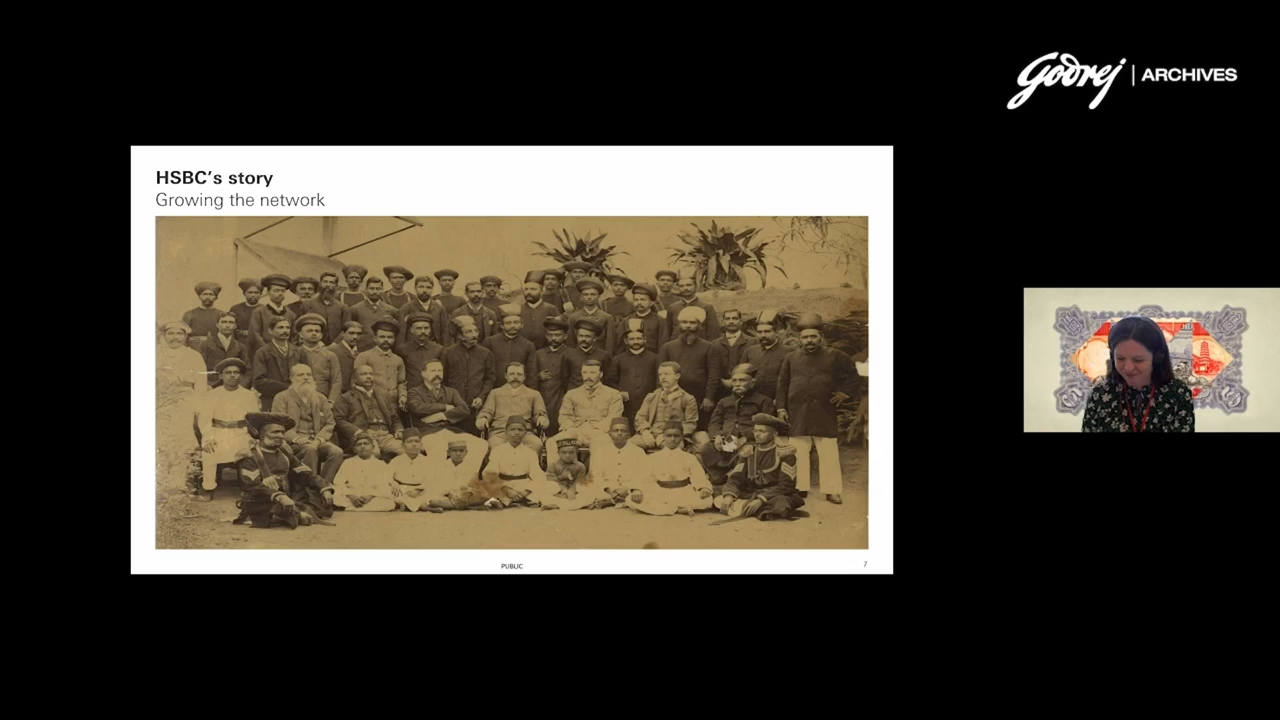 Godrej | ARCHIVES
HSBC's story
Growing the network
PUBLIC
7